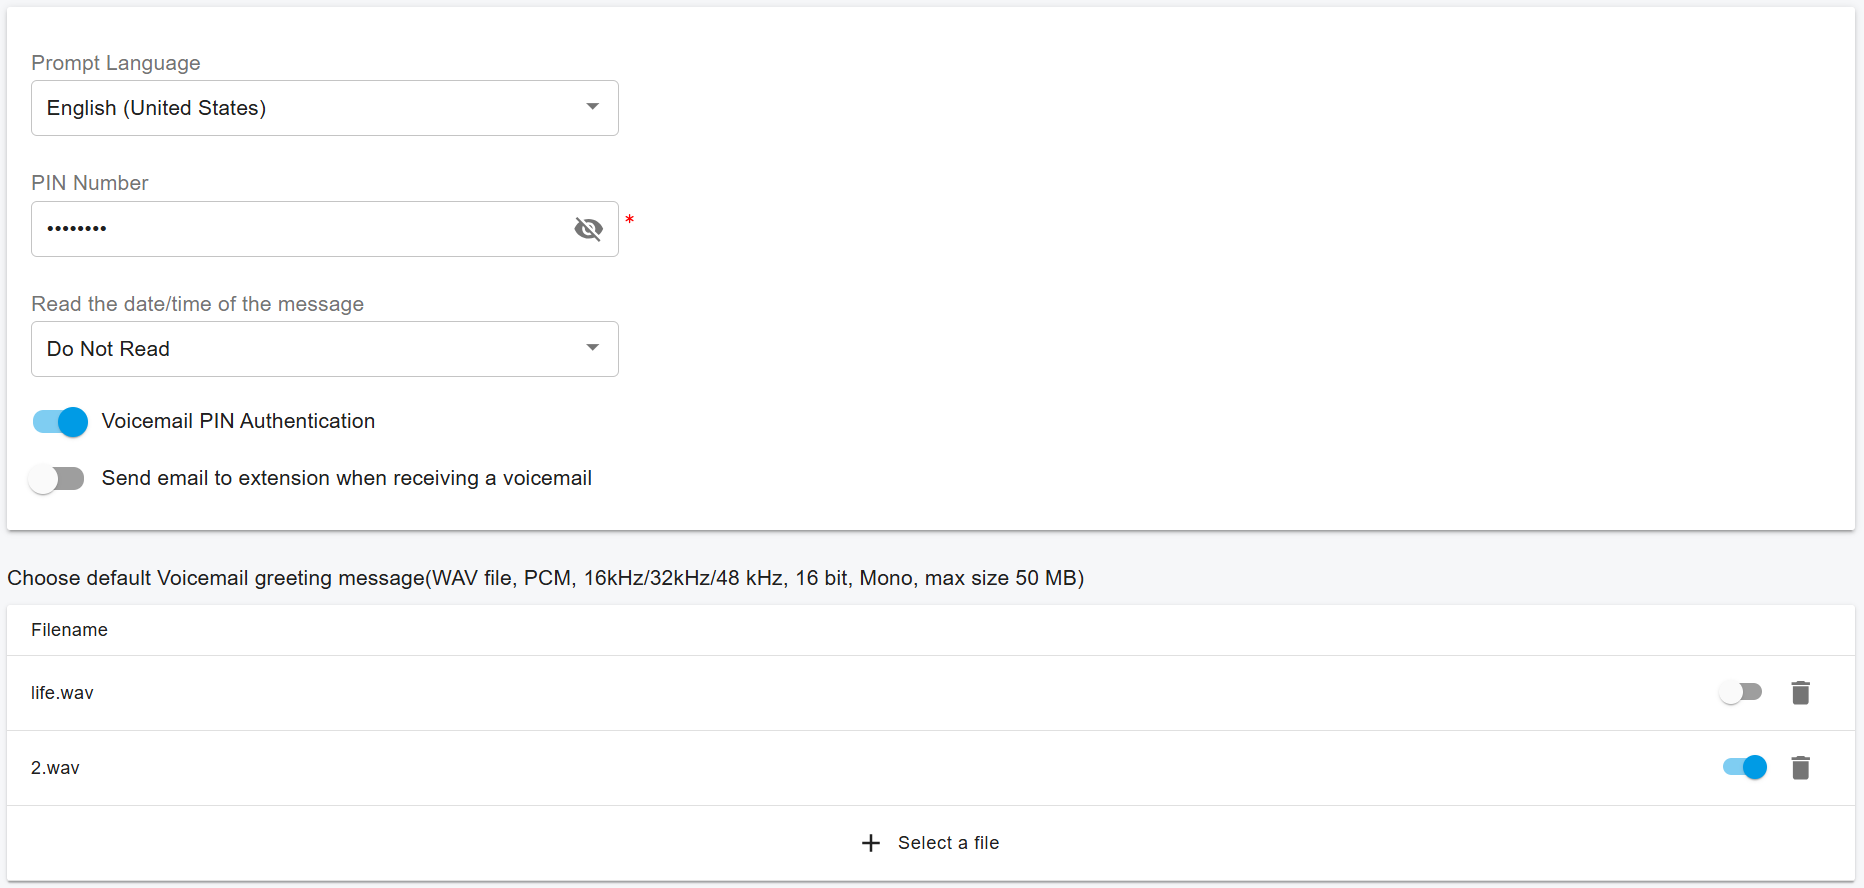 Prompt Language
English (United States)
PIN Number
••••••••
*
Read the date/time of the message
Do Not Read
Voicemail PIN Authentication
Send email to extension when receiving a voicemail
Choose default Voicemail greeting message(WAV file, PCM, 16kHz/32kHz/48 kHz, 16 bit, Mono, max size 50 MB)
Filename
life.wav
2.wav
Select a file